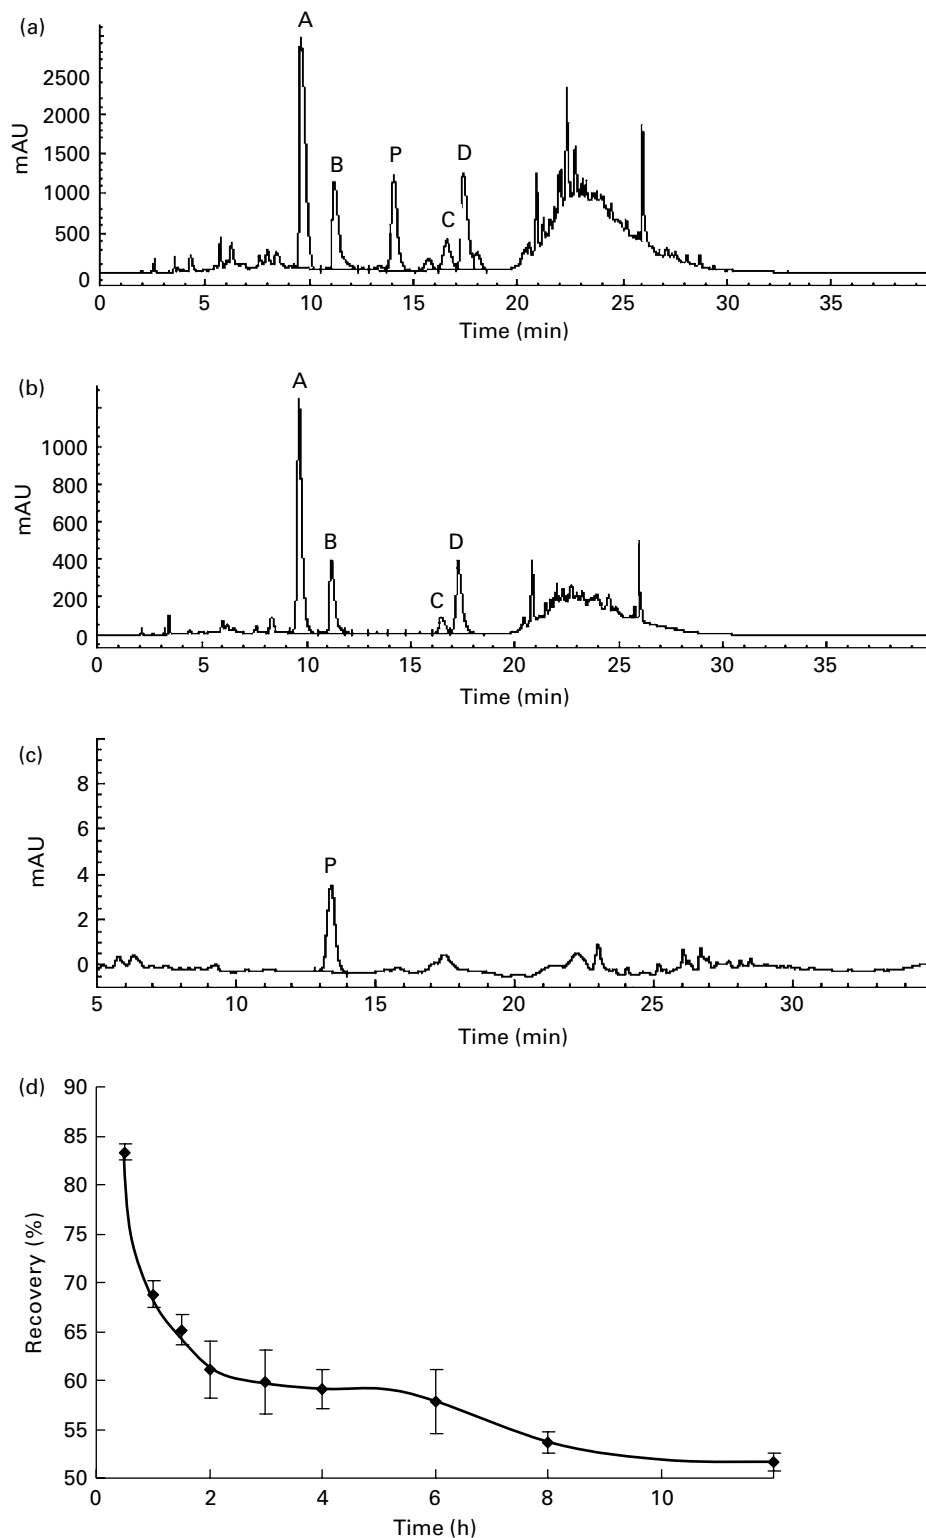 (a)
A
B
P
D
C
mAU
2500
2000
1500
1000
500
0
0 5 10 15 20 25 30 35
Time (min)
(b)
A
B
D
C
mAU
1000
800
600
400
200
0
0 5 10 15 20 25 30 35
Time (min)
(c)
P
mAU
8
6
4
2
0
5 10 15 20 25 30
Time (min)
(d)
Recovery (%)
90
85
80
75
70
65
60
55
50
0 2 4 6 8 10
Time (h)